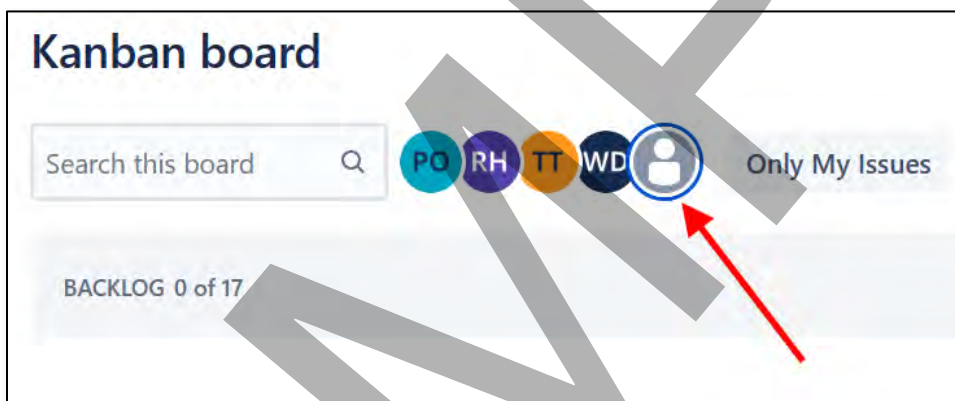 Kanban board
Search this board PO RH TT WD Only My Issues
BACKLOG 0 of 17